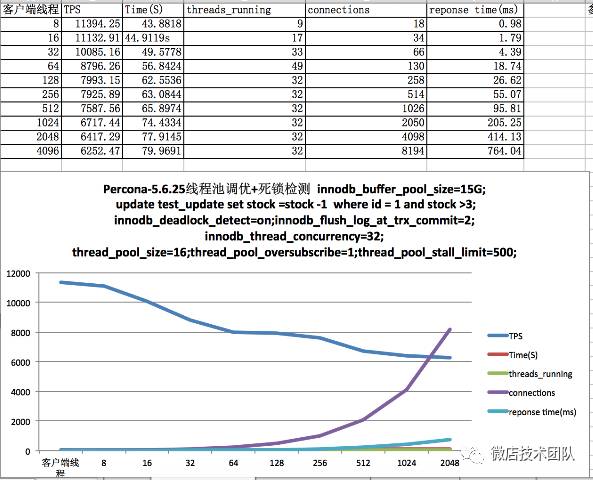 客户端线程 TPS Time(S) threads_running connections reponse time(ms)
8 11394.25 43.8818 9 18 0.98
16 11132.91 44.9119s 17 34 1.79
32 10085.16 49.5778 33 66 4.39
64 8796.26 56.8424 49 130 18.74
128 7993.15 62.5536 32 258 26.62
256 7925.89 63.0844 32 514 55.07
512 7587.56 65.8974 32 1026 95.81
1024 6717.44 74.4334 32 2050 205.25
2048 6417.29 77.9145 32 4098 414.13
4096 6252.47 79.9691 32 8194 764.04
Percona-5.6.25线程池调优+死锁检测 innodb_buffer_pool_size=15G;
update test_update set stock =stock -1 where id = 1 and stock >3;
innodb_deadlock_detect=on;innodb_flush_log_at_trx_commit=2;
innodb_thread_concurrency=32;
thread_pool_size=16;thread_pool_oversubscribe=1;thread_pool_stall_limit=500;
12000
10000
8000
6000
4000
2000
0
客户端线程 8 16 32 64 128 256 512 1024 2048
TPS
Time(S)
threads_running
connections
reponse time(ms)
微店技术团队